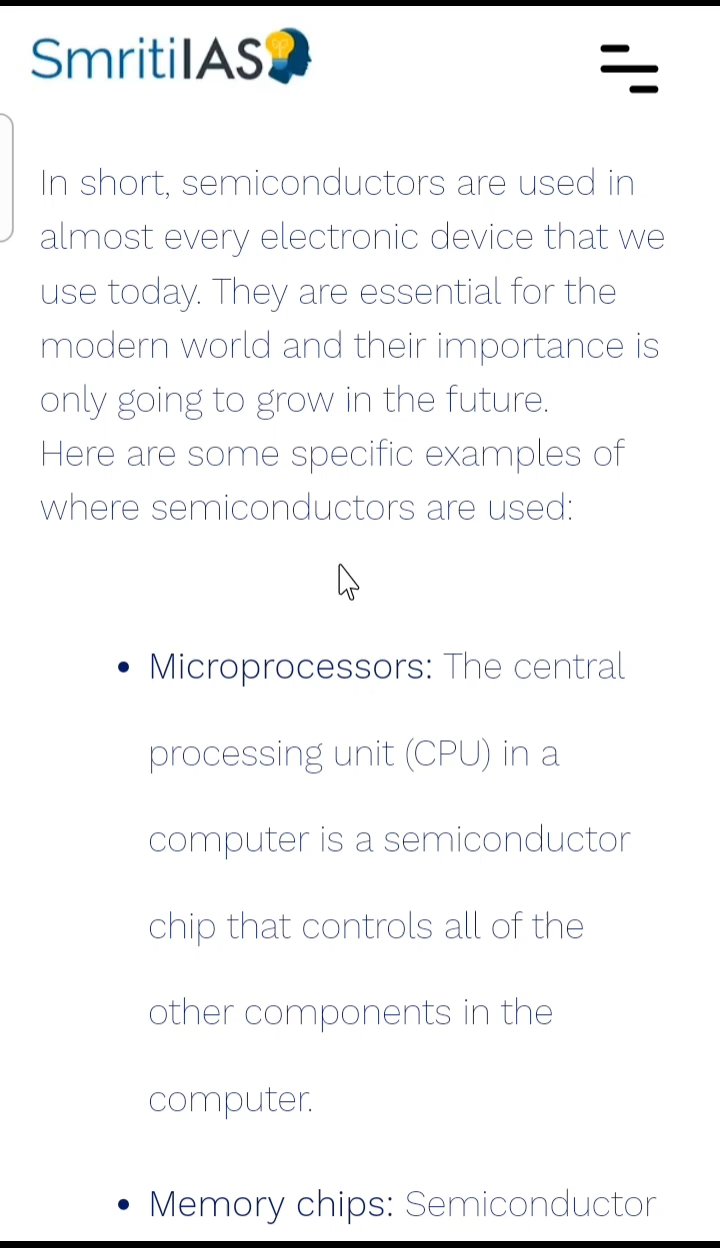 SmritiIAS
In short, semiconductors are used in
almost every electronic device that we
use today. They are essential for the
modern world and their importance is
only going to grow in the future.
Here are some specific examples of
where semiconductors are used:
• Microprocessors: The central
processing unit (CPU) in a
computer is a semiconductor
chip that controls all of the
other components in the
computer.
• Memory chips: Semiconductor